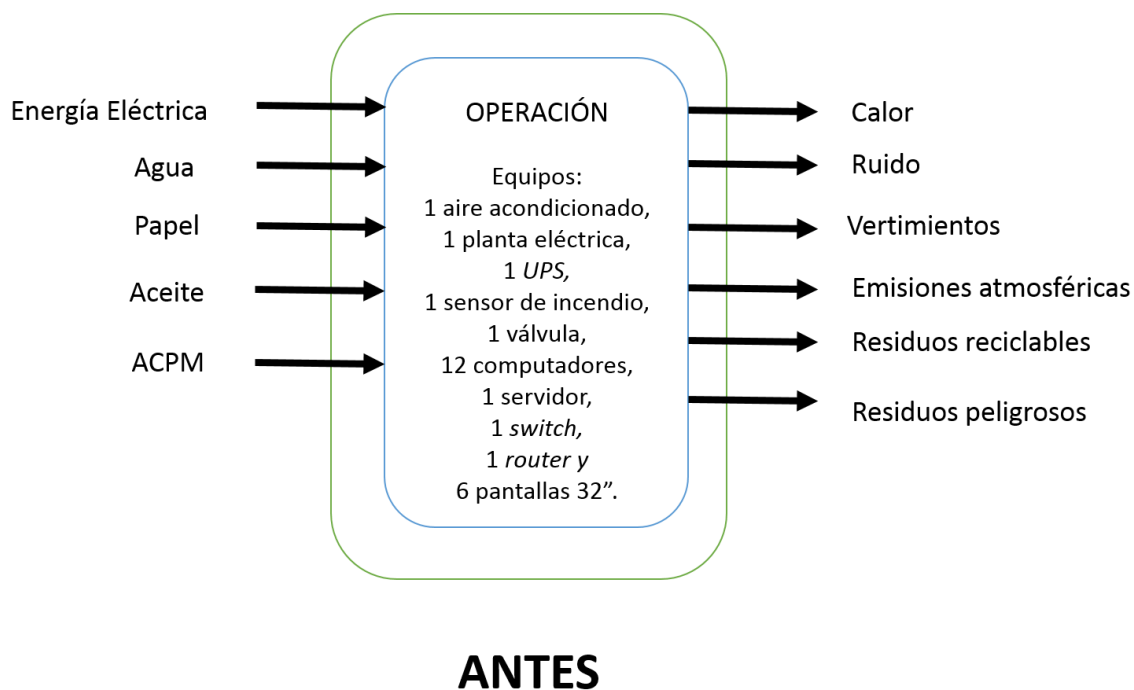 Energía Eléctrica
Agua
Papel
Aceite
ACPM
OPERACIÓN
Equipos:
1 aire acondicionado,
1 planta eléctrica,
1 UPS,
1 sensor de incendio,
1 válvula,
12 computadores,
1 servidor,
1 switch,
1 router y
6 pantallas 32”.
Calor
Ruido
Vertimientos
Emisiones atmosféricas
Residuos reciclables
Residuos peligrosos
ANTES